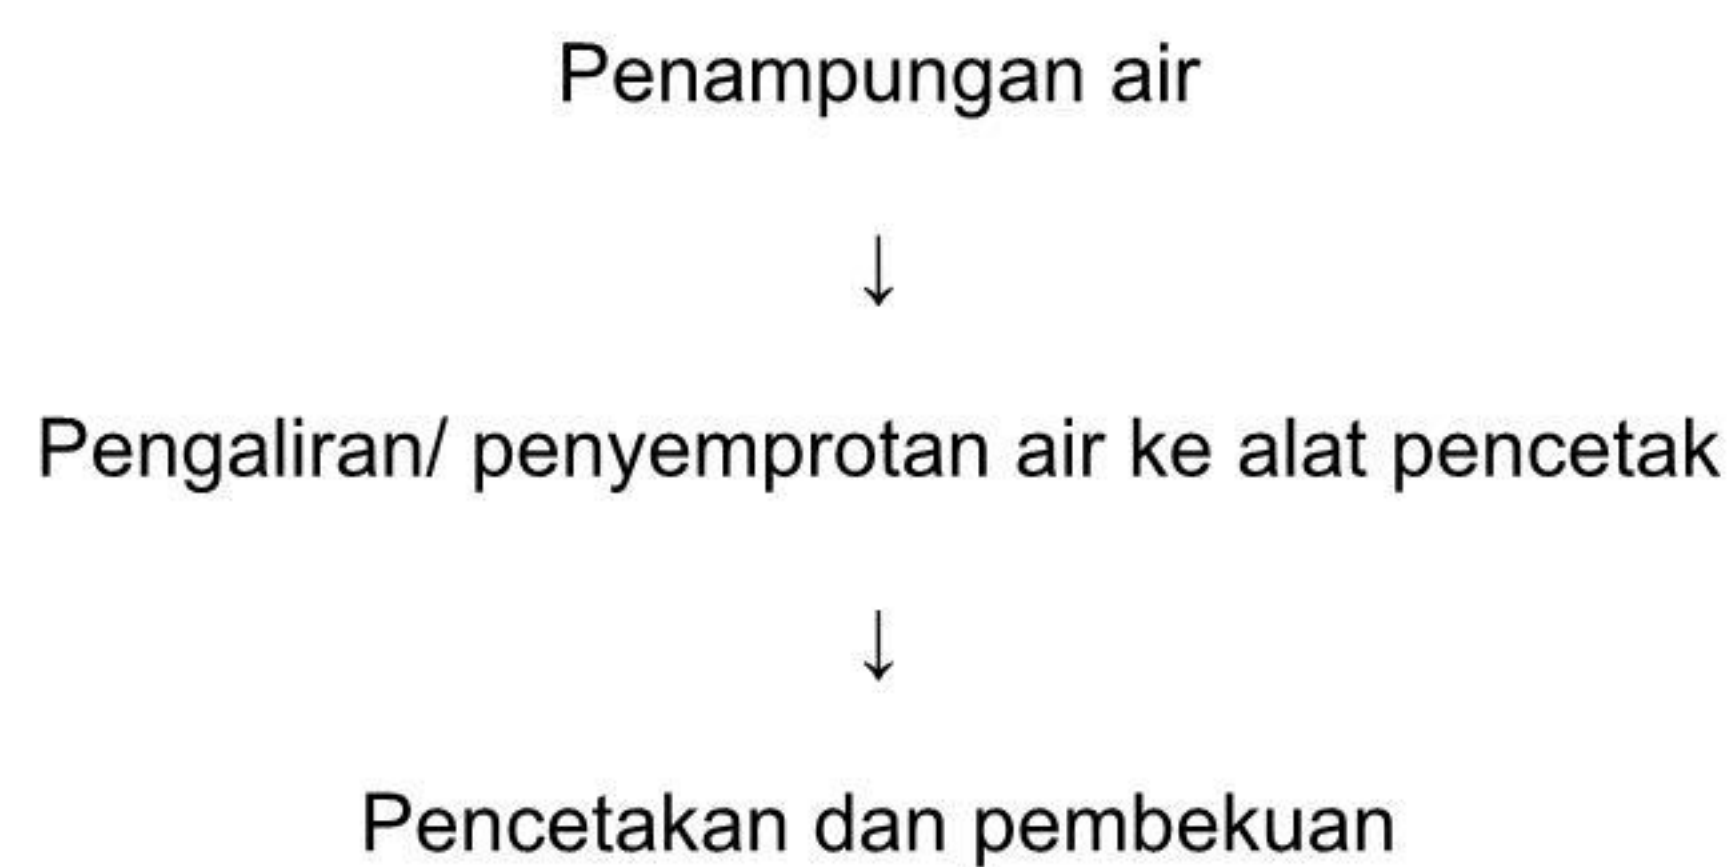 Penampungan air
↓
Pengaliran/ penyemprotan air ke alat pencetak
↓
Pencetakan dan pembekuan